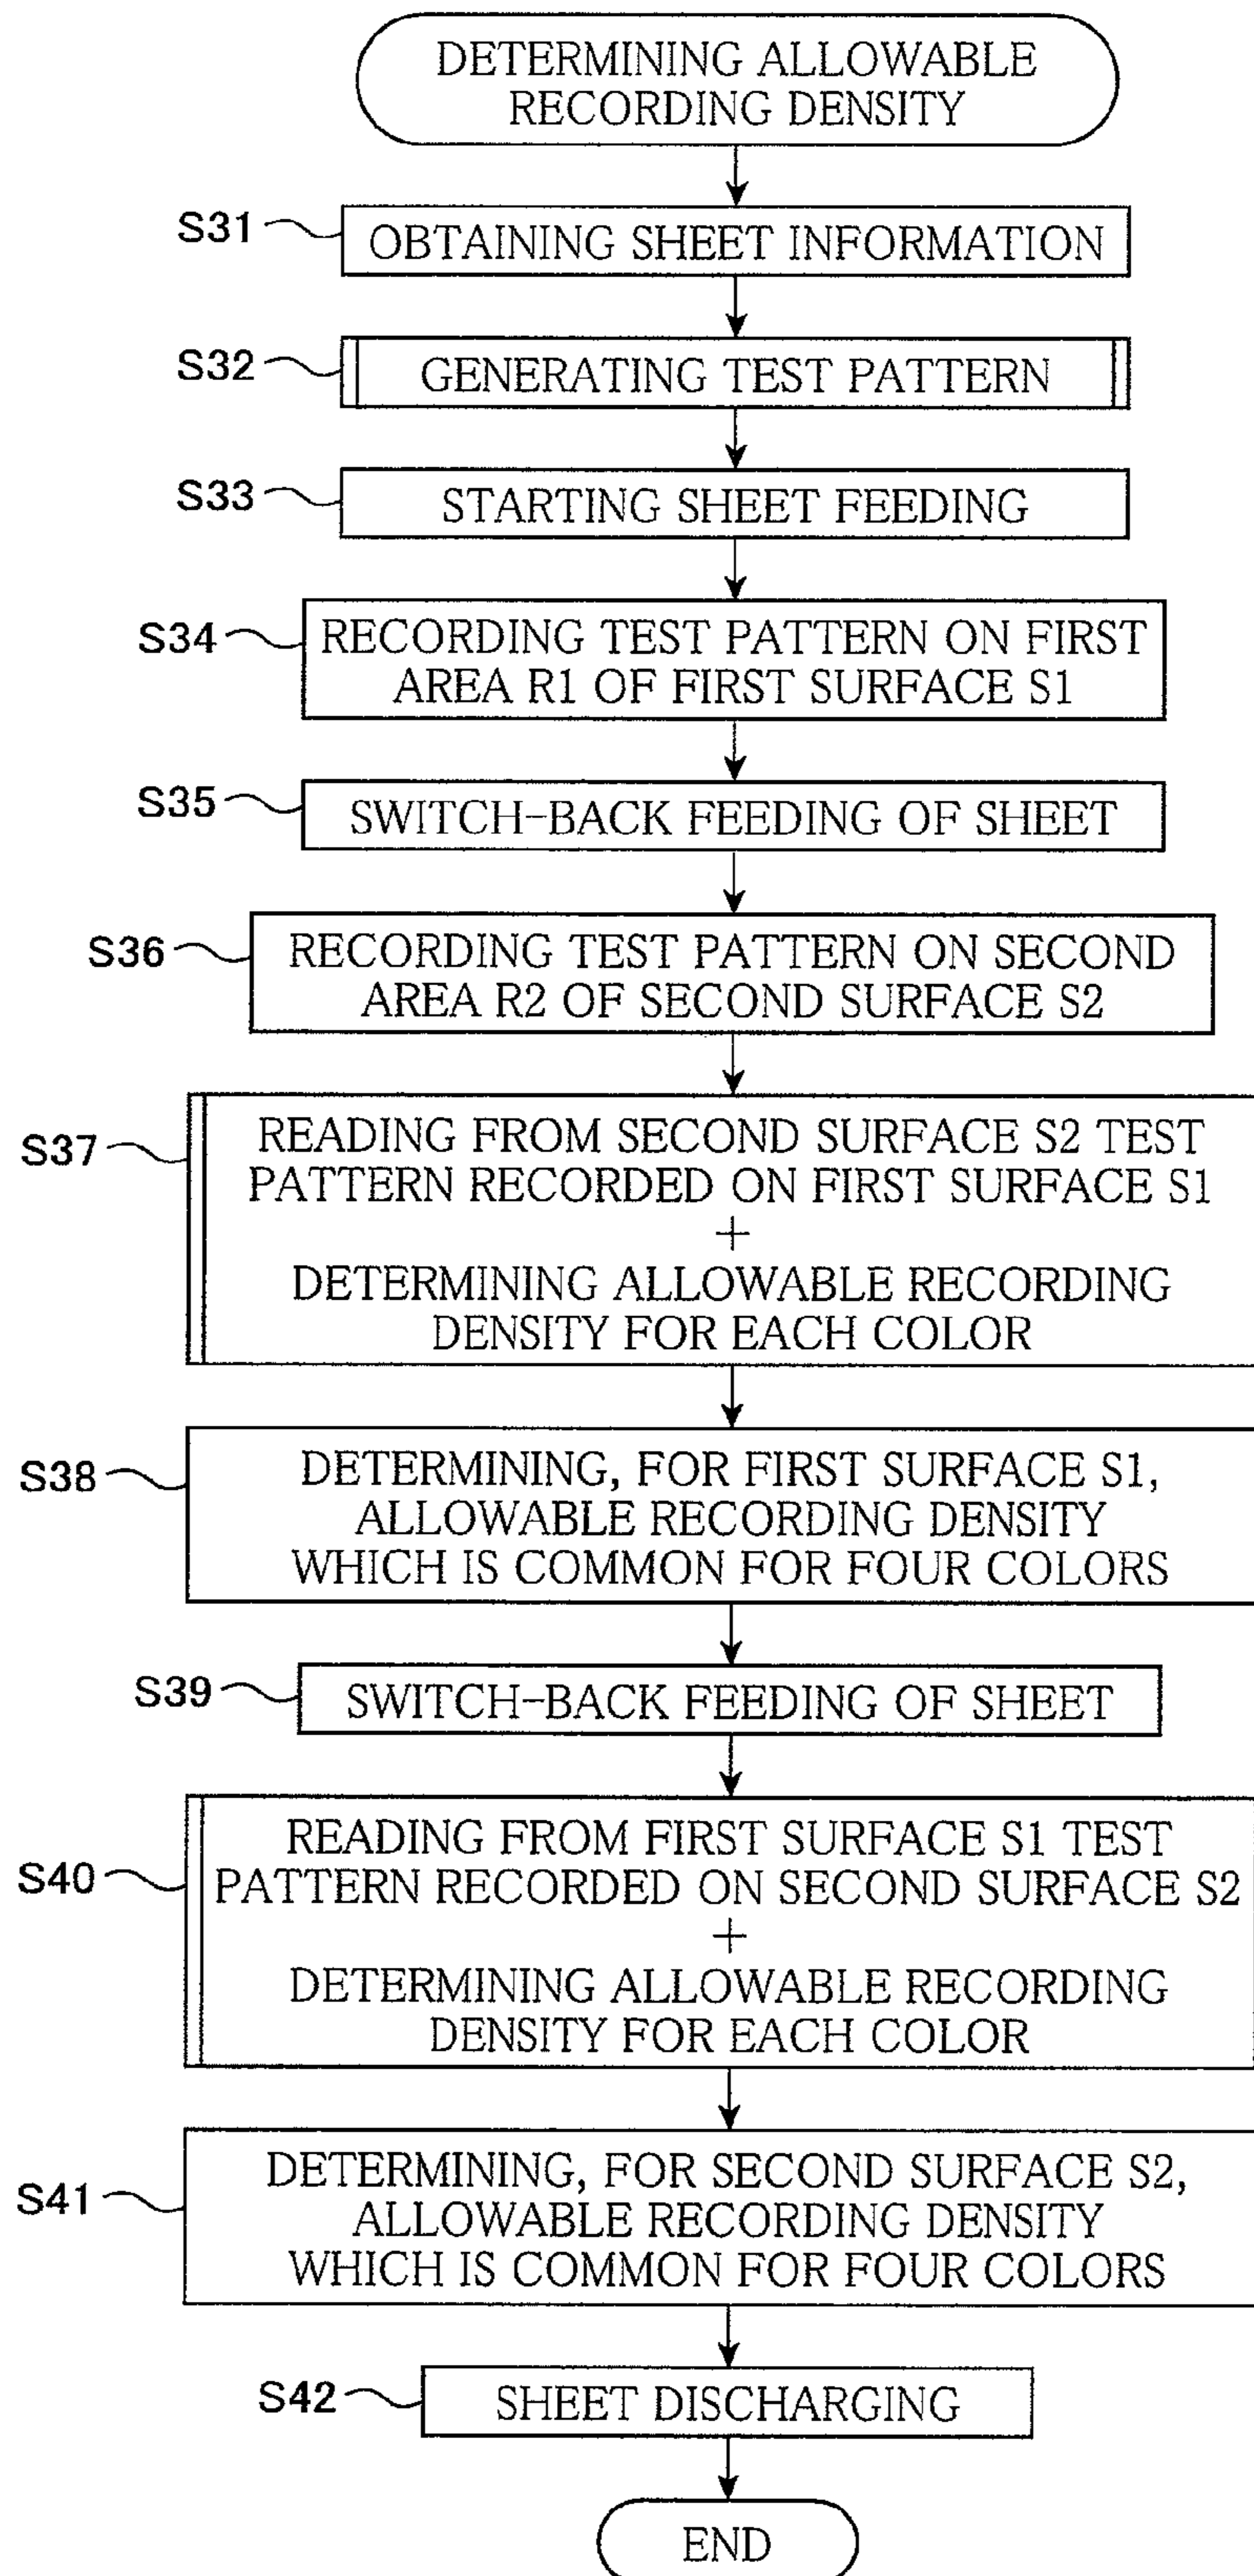 DETERMINING ALLOWABLE
RECORDING DENSITY
S31
OBTAINING SHEET INFORMATION
S32
GENERATING TEST PATTERN
S33
STARTING SHEET FEEDING
S34
RECORDING TEST PATTERN ON FIRST
AREA R1 OF FIRST SURFACE S1
S35
SWITCH-BACK FEEDING OF SHEET
S36
RECORDING TEST PATTERN ON SECOND
AREA R2 OF SECOND SURFACE S2
S37
READING FROM SECOND SURFACE S2 TEST
PATTERN RECORDED ON FIRST SURFACE S1
+
DETERMINING ALLOWABLE RECORDING
DENSITY FOR EACH COLOR
S38
DETERMINING, FOR FIRST SURFACE S1,
ALLOWABLE RECORDING DENSITY
WHICH IS COMMON FOR FOUR COLORS
S39
SWITCH-BACK FEEDING OF SHEET
S40
READING FROM FIRST SURFACE S1 TEST
PATTERN RECORDED ON SECOND SURFACE S2
+
DETERMINING ALLOWABLE RECORDING
DENSITY FOR EACH COLOR
S41
DETERMINING, FOR SECOND SURFACE S2,
ALLOWABLE RECORDING DENSITY
WHICH IS COMMON FOR FOUR COLORS
S42
SHEET DISCHARGING
END